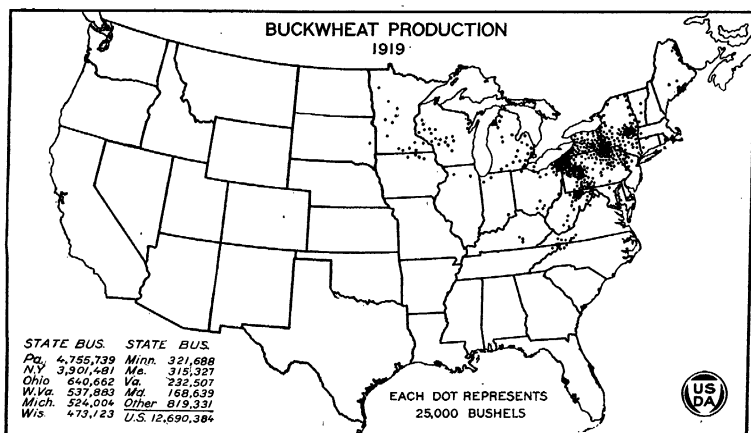 BUCKWHEAT PRODUCTION
1919
STATE BUS. STATE BUS.
Pa. 4,755,739 Minn. 321,688
N.Y 3,901,481 Me. 315,327
Ohio 640,662 Va. 232,507
W.Va. 537,883 Md. 168,639
Mich. 524,004 Other 819,331
Wis. 473,123 U.S. 12,690,384
EACH DOT REPRESENTS
25,000 BUSHELS
US
DA